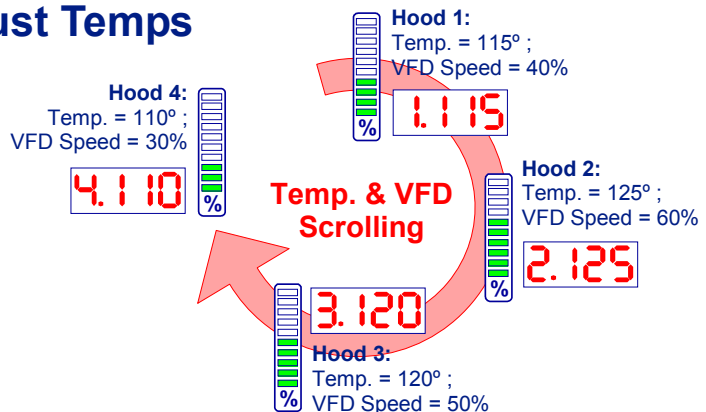 ust Temps
Hood 1:
Temp. = 115º ;
VFD Speed = 40%
%
1.115
Hood 2:
Temp. = 125º ;
VFD Speed = 60%
%
2.125
Temp. & VFD
Scrolling
3.120
Hood 3:
Temp. = 120º ;
VFD Speed = 50%
%
Hood 4:
Temp. = 110º ;
VFD Speed = 30%
%
4.110